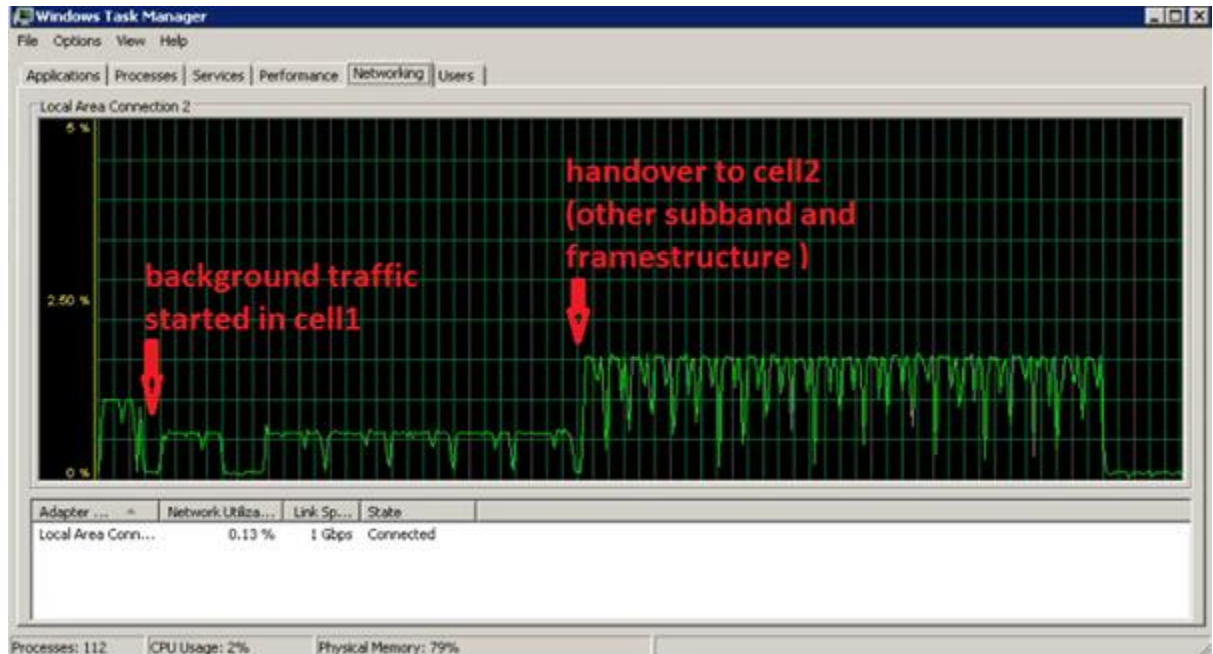 Windows Task Manager
File Options View Help
Applications Processes Services Performance Networking Users
Local Area Connection 2
5 %
handover to cell2
(other subband and
framestructure )
background traffic
2.50 %
started in cell1
0 %
Adapter ... Network Utiliza... Link Sp... State
Local Area Conn... 0.13 % 1 Gbps Connected
Processes: 112 CPU Usage: 2% Physical Memory: 79%